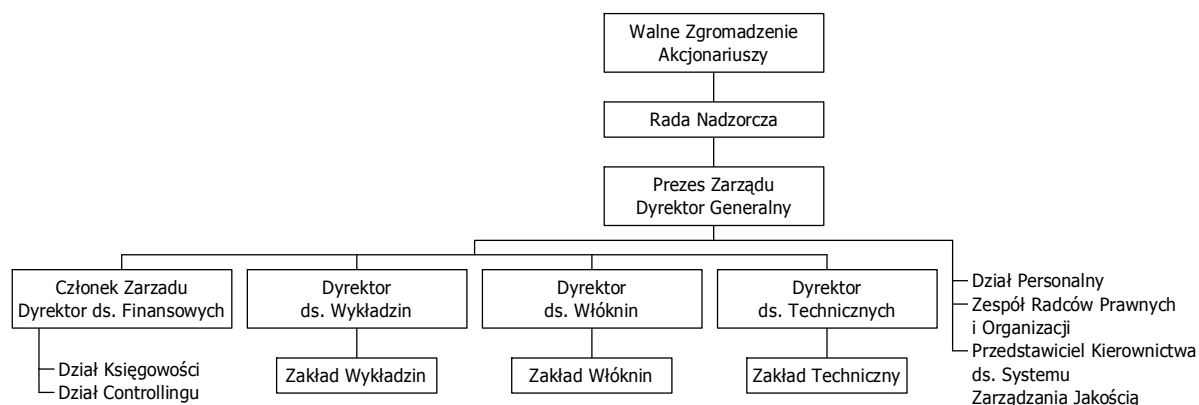 Walne Zgromadzenie
Akcjonariuszy
Rada Nadzorcza
Prezes Zarządu
Dyrektor Generalny
Członek Zarzadu
Dyrektor ds. Finansowych
Dział Księgowości
Dział Controllingu
Dyrektor
ds. Wykładzin
Zakład Wykładzin
Dyrektor
ds. Włóknin
Zakład Włóknin
Dyrektor
ds. Technicznych
Zakład Techniczny
Dział Personalny
Zespół Radców Prawnych
i Organizacji
Przedstawiciel Kierownictwa
ds. Systemu
Zarządzania Jakością